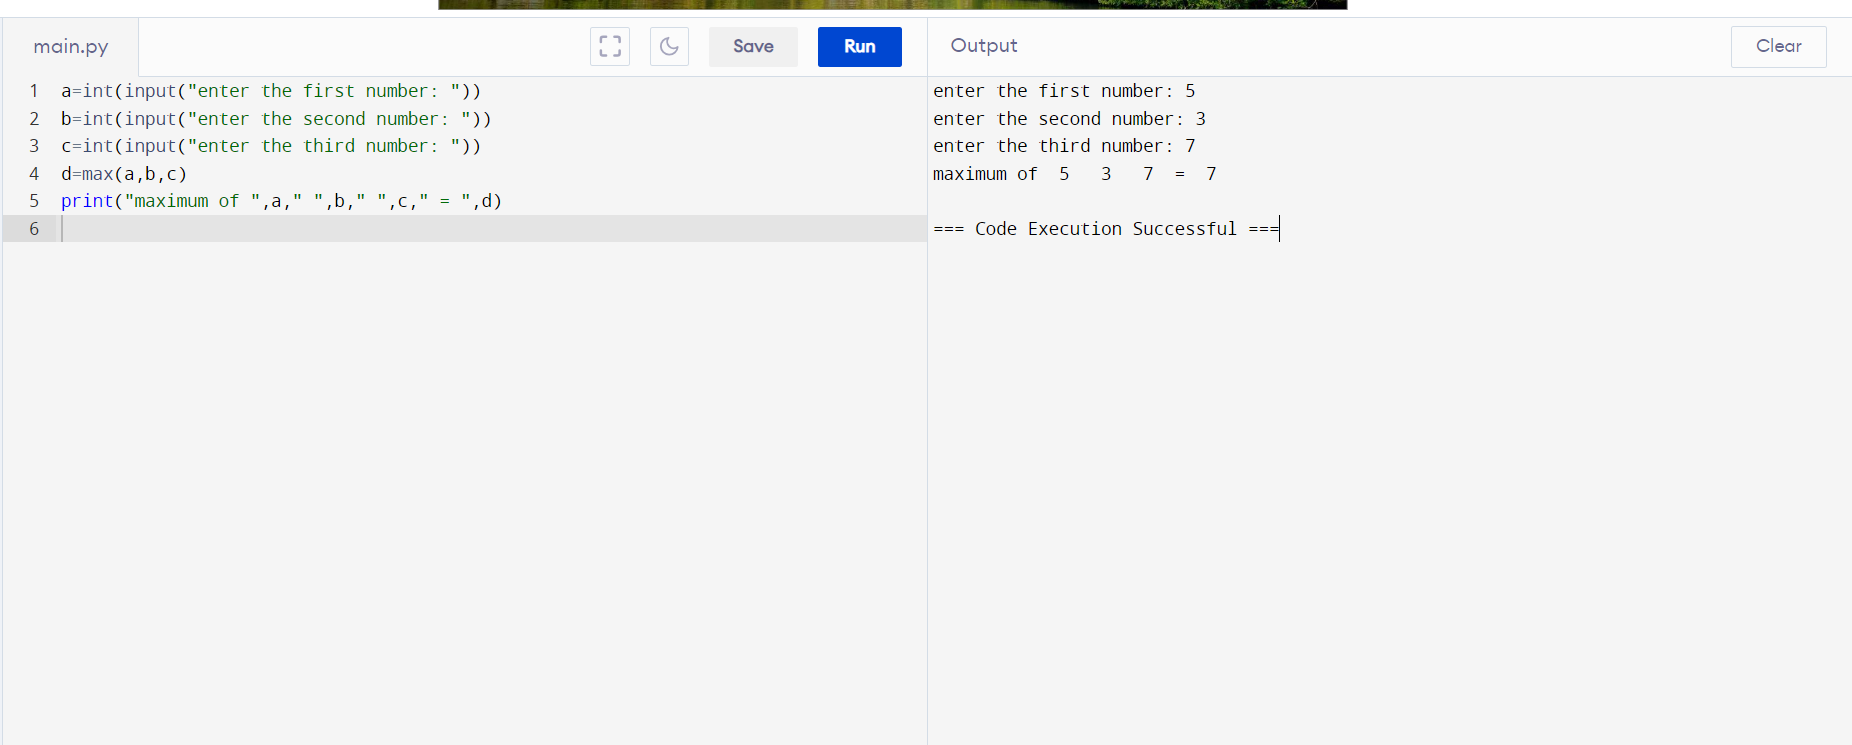 main.py
Save
Run
Output
Clear
1 a=int(input("enter the first number: "))
2 b=int(input("enter the second number: "))
3 c=int(input("enter the third number: "))
4 d=max(a,b,c)
5 print("maximum of ",a," ",b," ",c," = ",d)
6
enter the first number: 5
enter the second number: 3
enter the third number: 7
maximum of  5   3   7  =  7
=== Code Execution Successful ===